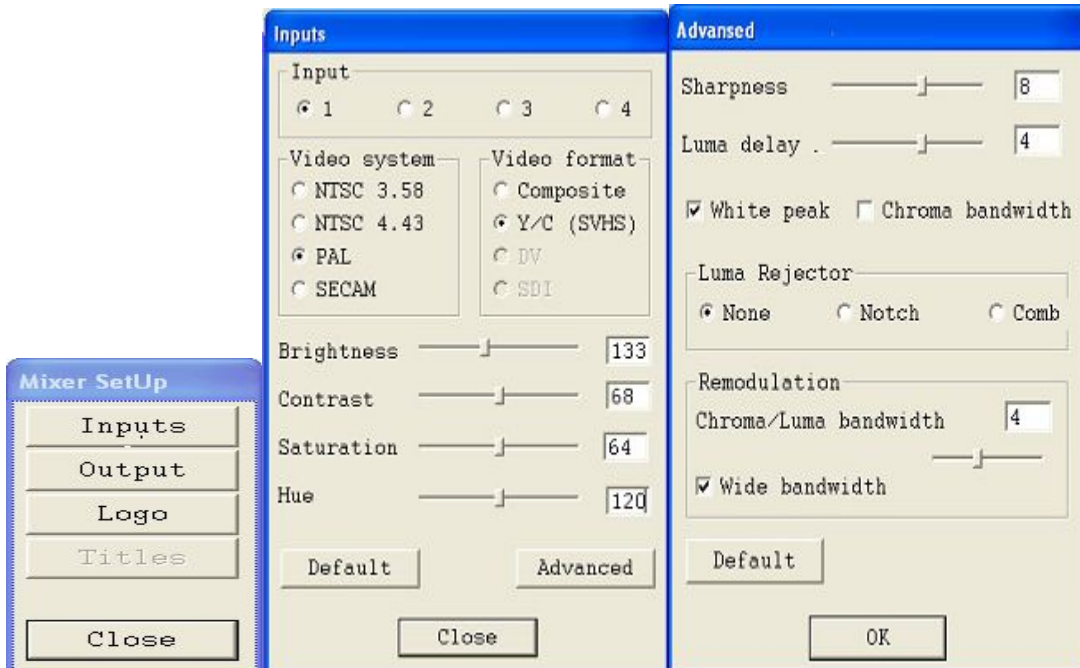 Mixer SetUp
Inputs
Output
Logo
Titles
Close
Inputs
Input
1 2 3 4
Video system
NTSC 3.58
NTSC 4.43
PAL
SECAM
Video format
Composite
Y/C (SVHS)
DV
SDI
Brightness 133
Contrast 68
Saturation 64
Hue 120
Default Advanced
Close
Advansed
Sharpness 8
Luma delay . 4
White peak Chroma bandwidth
Luma Rejector
None Notch Comb
Remodulation
Chroma/Luma bandwidth 4
Wide bandwidth
Default
OK